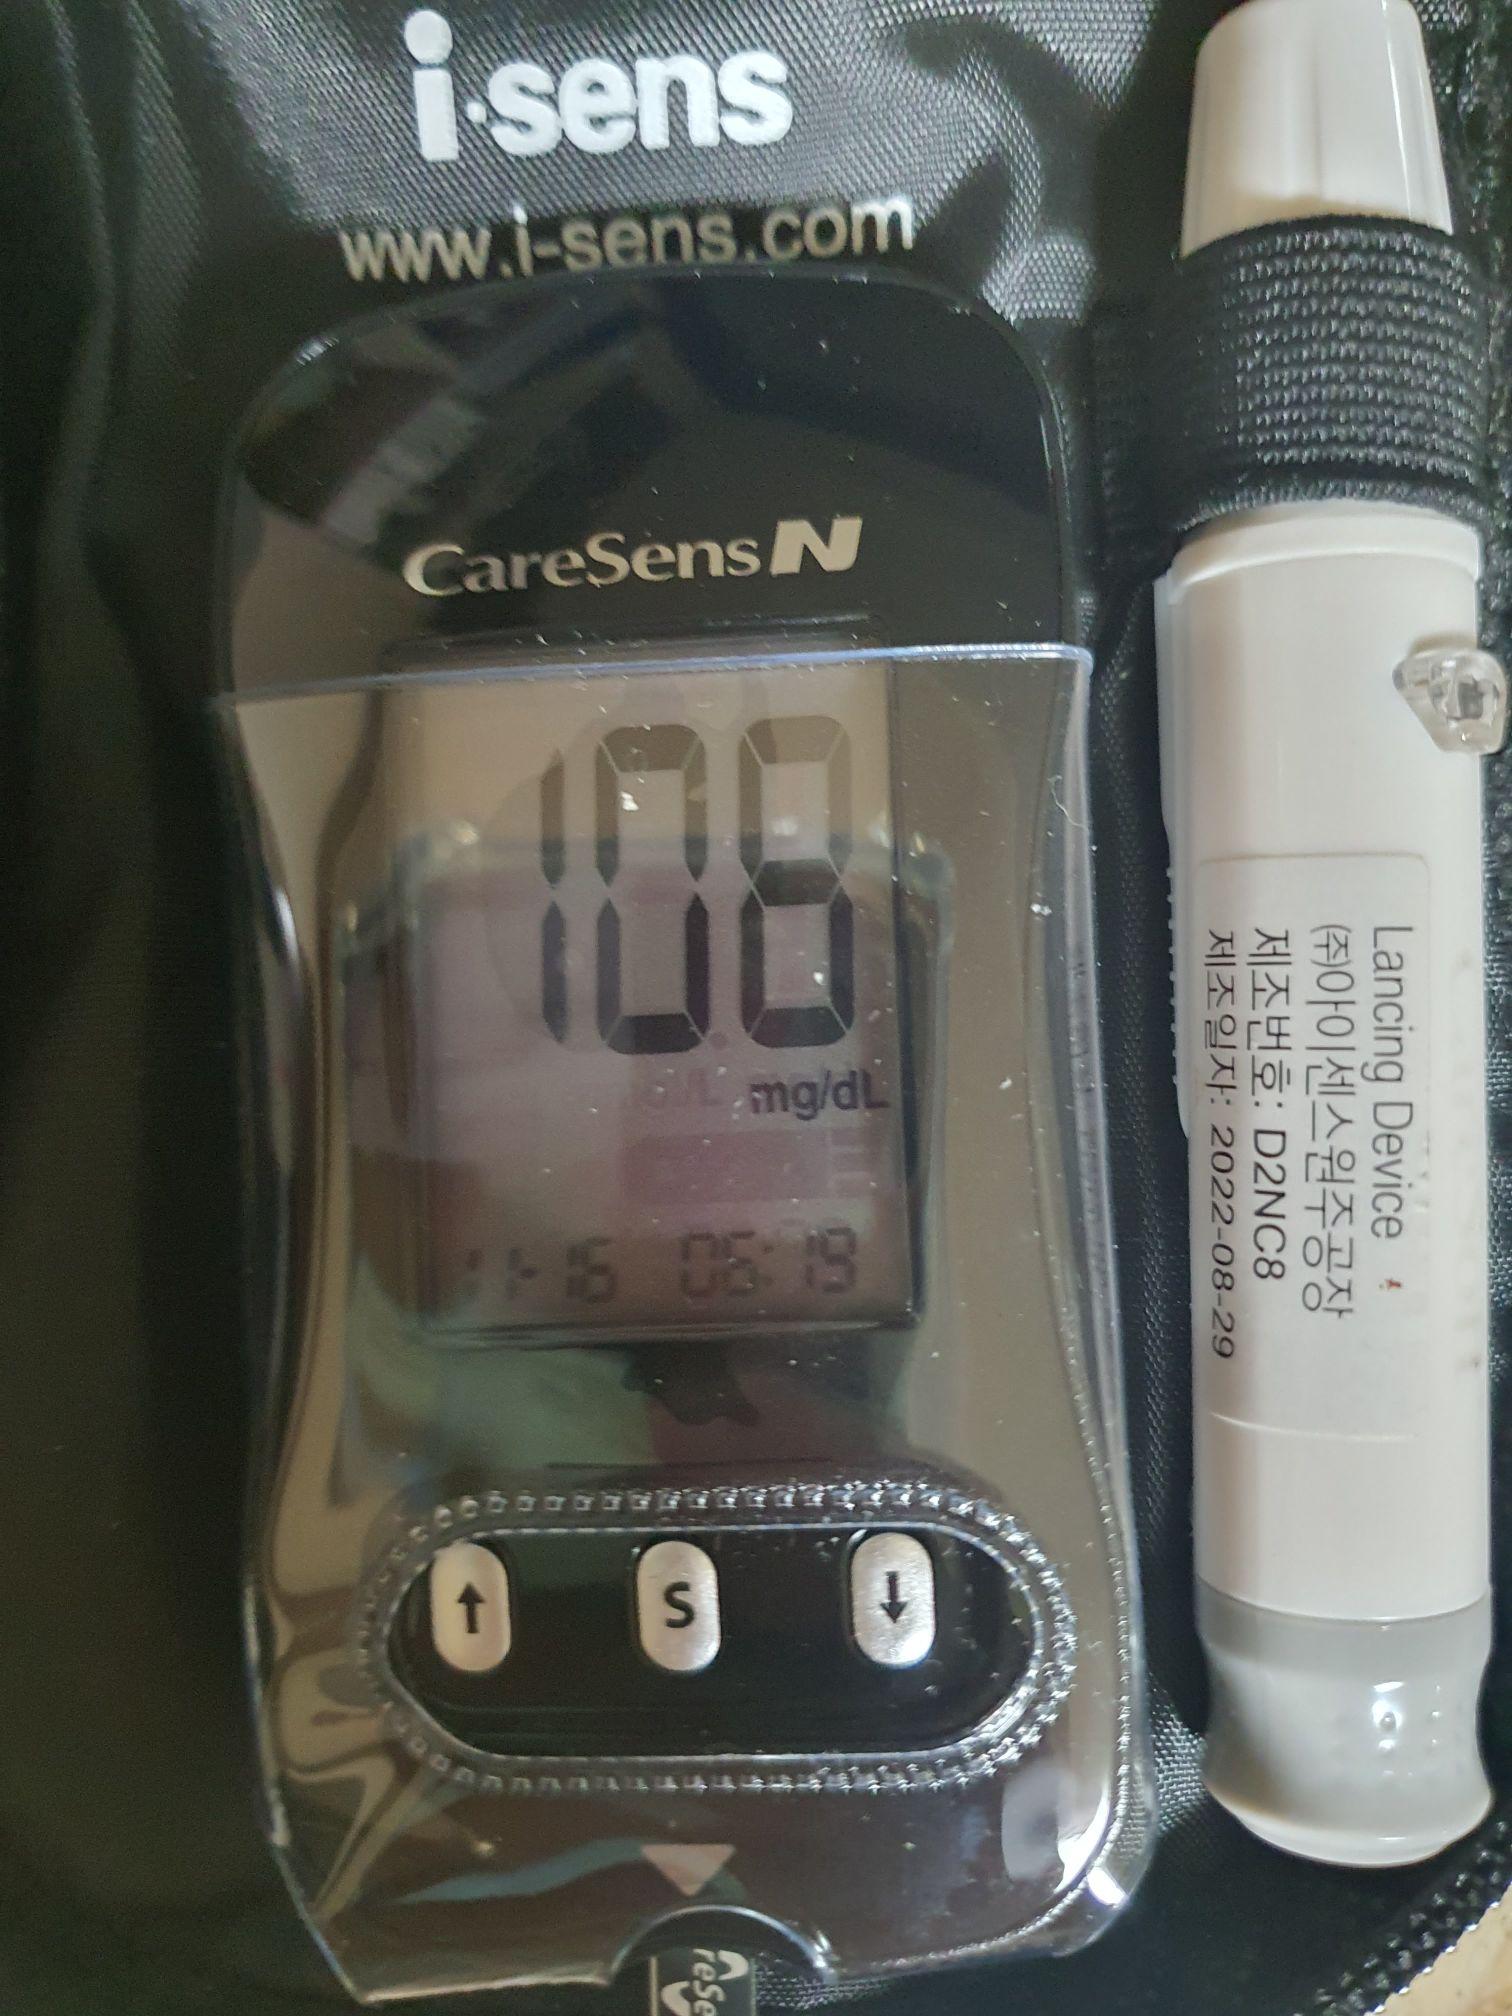 i·sens
www.i-sens.com
CareSens N
108
mg/dL
11-16 06:19
↑ S ↓
Lancing Device
㈜아이센스원주공장
제조번호: D2NC8
제조일자: 2022-08-29